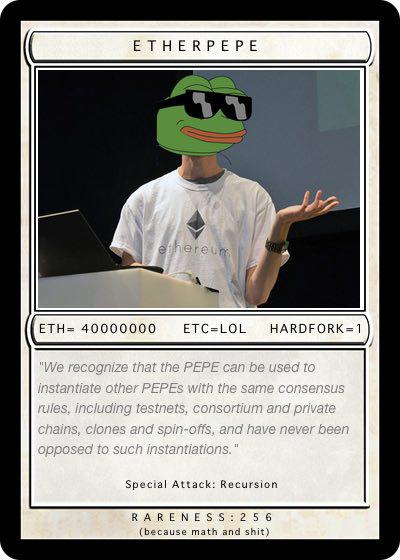 ETHERPEPE
ethereum
ETH= 40000000 ETC=LOL HARDFORK=1
"We recognize that the PEPE can be used to
instantiate other PEPEs with the same consensus
rules, including testnets, consortium and private
chains, clones and spin-offs, and have never been
opposed to such instantiations."
Special Attack: Recursion
RARENESS:256
(because math and shit)